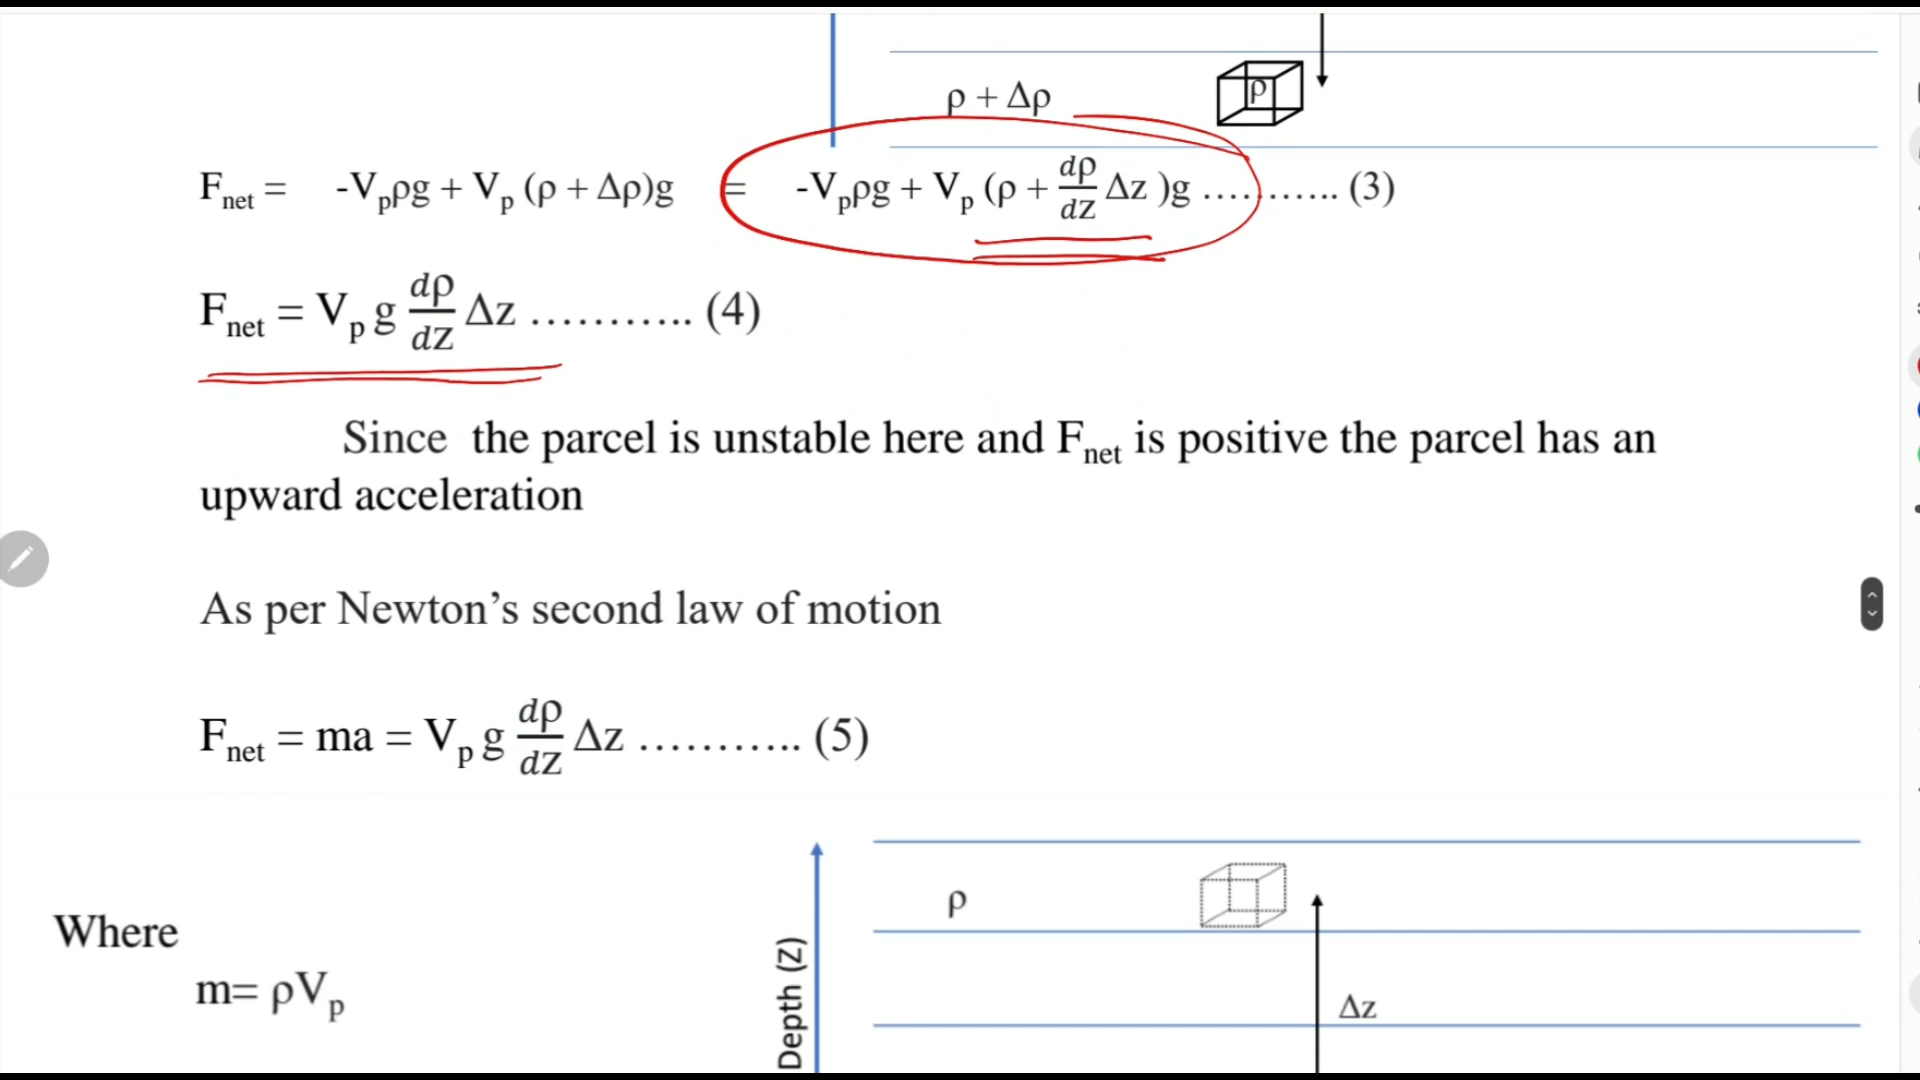 ρ + Δρ
ρ
F_net = -V_pρg + V_p (ρ + Δρ)g = -V_pρg + V_p (ρ + dρ/dz Δz )g ........... (3)
F_net = V_p g dρ/dz Δz ........... (4)
Since the parcel is unstable here and F_net is positive the parcel has an
upward acceleration
As per Newton’s second law of motion
F_net = ma = V_p g dρ/dz Δz ........... (5)
Where
m= ρV_p
Depth (Z)
ρ
Δz